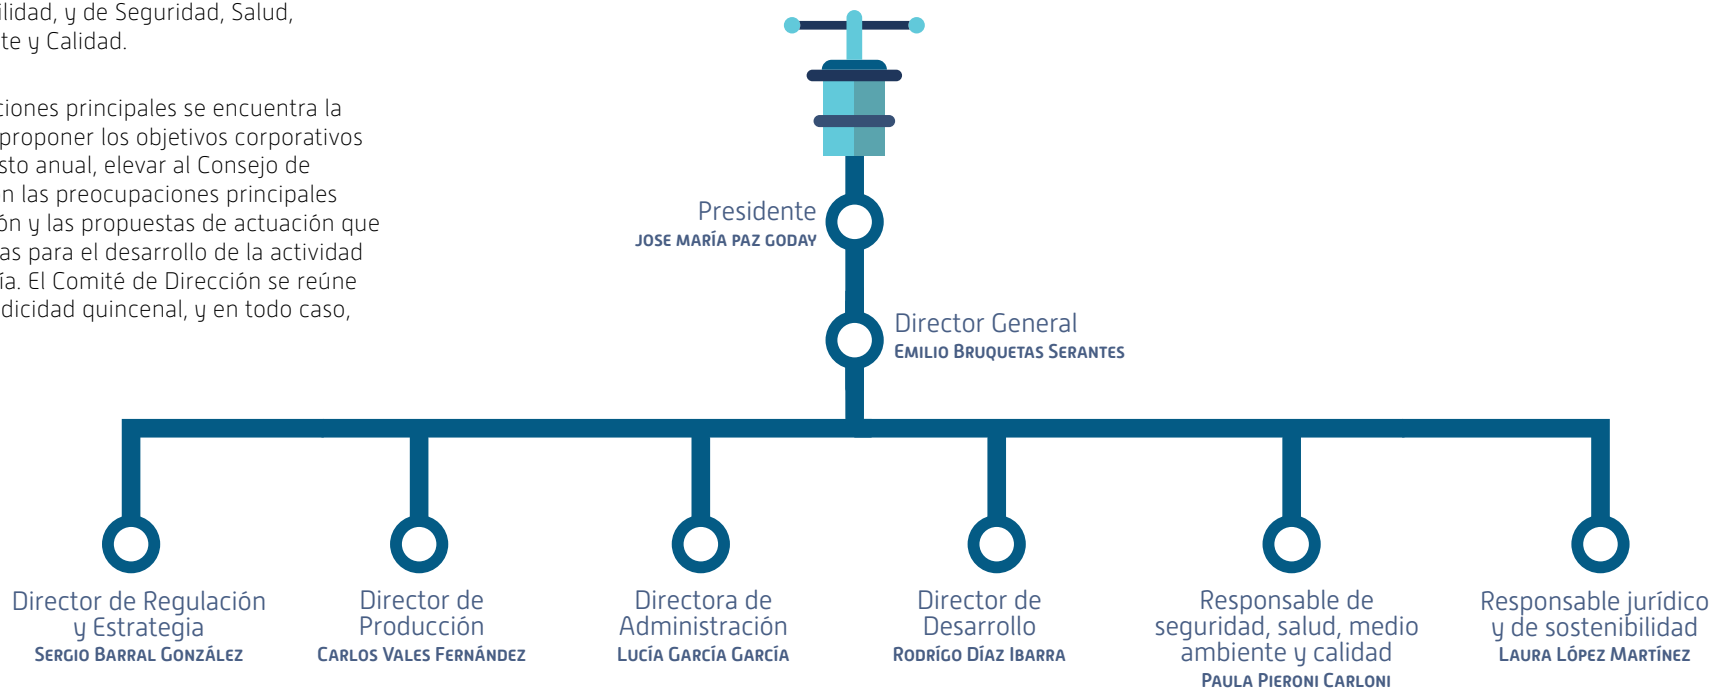 ilidad, y de Seguridad, Salud,
te y Calidad.
ciones principales se encuentra la
proponer los objetivos corporativos
sto anual, elevar al Consejo de
n las preocupaciones principales
ón y las propuestas de actuación que
as para el desarrollo de la actividad
ía. El Comité de Dirección se reúne
dicidad quincenal, y en todo caso,
Presidente
JOSE MARÍA PAZ GODAY
Director General
EMILIO BRUQUETAS SERANTES
Director de Regulación
y Estrategia
SERGIO BARRAL GONZÁLEZ
Director de
Producción
CARLOS VALES FERNÁNDEZ
Directora de
Administración
LUCÍA GARCÍA GARCÍA
Director de
Desarrollo
RODRÍGO DÍAZ IBARRA
Responsable de
seguridad, salud, medio
ambiente y calidad
PAULA PIERONI CARLONI
Responsable jurídico
y de sostenibilidad
LAURA LÓPEZ MARTÍNEZ